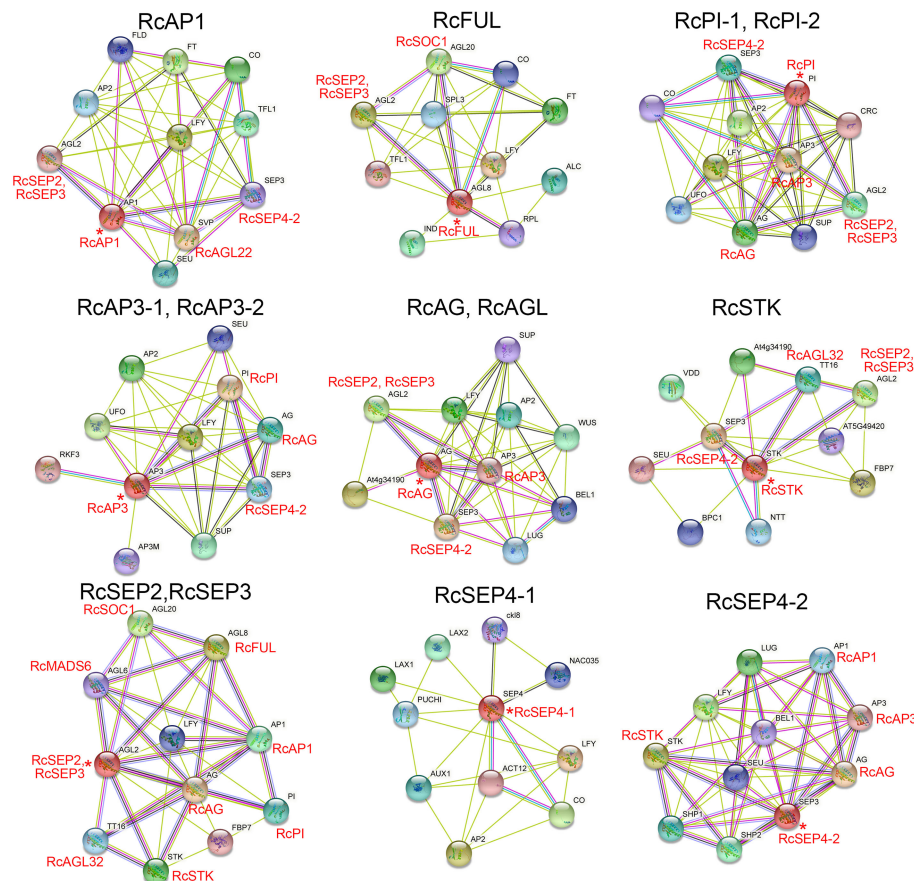 RcAP1
FLD
FT
CO
AP2
TFL1
LFY
AGL2
RcSEP2,
RcSEP3
SEP3
RcSEP4-2
AP1
*
RcAP1
SVP
RcAGL22
SEU
RcFUL
RcSOC1
AGL20
CO
RcSEP2,
RcSEP3
AGL2
SPL3
FT
TFL1
LFY
ALC
AGL8
*
RcFUL
IND
RPL
RcPI-1, RcPI-2
RcSEP4-2
SEP3
RcPI
*
PI
CO
AP2
CRC
LFY
AP3
RcAP3
UFO
AGL2
RcSEP2,
RcSEP3
AG
RcAG
SUP
RcAP3-1, RcAP3-2
SEU
AP2
PI
RcPI
UFO
LFY
AG
RcAG
RKF3
AP3
*
RcAP3
SEP3
RcSEP4-2
SUP
AP3M
RcAG, RcAGL
SUP
RcSEP2, RcSEP3
AGL2
LFY
AP2
WUS
AG
*
RcAG
AP3
RcAP3
At4g34190
SEP3
RcSEP4-2
BEL1
LUG
RcSTK
At4g34190
RcAGL32
TT16
RcSEP2,
RcSEP3
AGL2
VDD
SEP3
RcSEP4-2
AT5G49420
SEU
STK
*
RcSTK
FBP7
BPC1
NTT
RcSEP2,RcSEP3
RcSOC1
AGL20
AGL8
RcFUL
RcMADS6
AGL6
LFY
AP1
RcAP1
RcSEP2,
RcSEP3
*
AGL2
AG
RcAG
PI
RcPI
TT16
RcAGL32
FBP7
STK
RcSTK
RcSEP4-1
ckl8
LAX2
LAX1
NAC035
PUCHI
SEP4
*RcSEP4-1
LFY
AUX1
ACT12
CO
AP2
RcSEP4-2
LUG
AP1
RcAP1
LFY
AP3
RcAP3
BEL1
RcSTK
STK
SEU
AG
RcAG
SHP1
SEP3
*
RcSEP4-2
SHP2